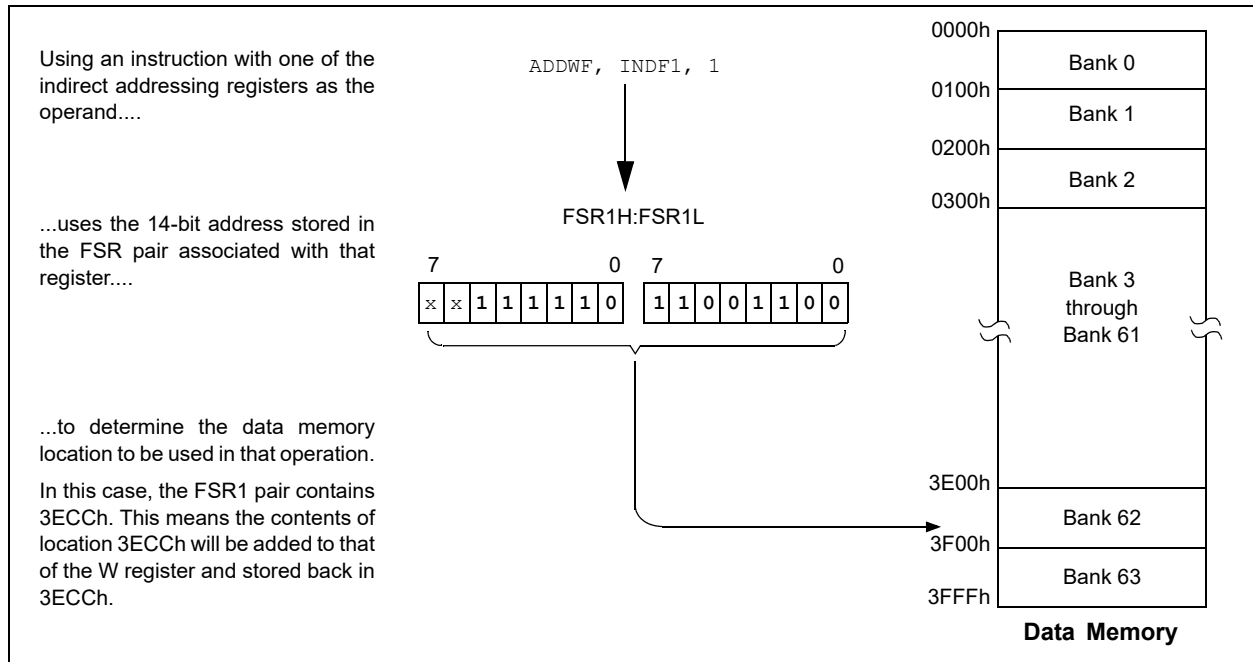 Using an instruction with one of the
indirect addressing registers as the
operand....
ADDWF, INDF1, 1
...uses the 14-bit address stored in
the FSR pair associated with that
register....
FSR1H:FSR1L
7 0 7 0
x x 1 1 1 1 1 0 1 1 0 0 1 1 0 0
...to determine the data memory
location to be used in that operation.
In this case, the FSR1 pair contains
3ECCh. This means the contents of
location 3ECCh will be added to that
of the W register and stored back in
3ECCh.
0000h
Bank 0
0100h
Bank 1
0200h
Bank 2
0300h
Bank 3
through
Bank 61
3E00h
Bank 62
3F00h
Bank 63
3FFFh
Data Memory